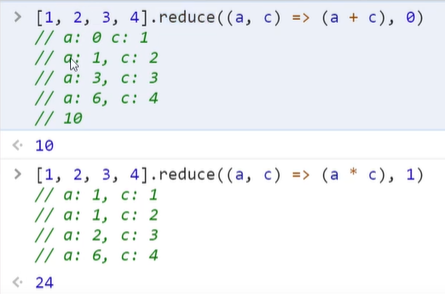 > [1, 2, 3, 4].reduce((a, c) => (a + c), 0)
// a: 0 c: 1
// a: 1, c: 2
// a: 3, c: 3
// a: 6, c: 4
// 10
< 10
> [1, 2, 3, 4].reduce((a, c) => (a * c), 1)
// a: 1, c: 1
// a: 1, c: 2
// a: 2, c: 3
// a: 6, c: 4
< 24